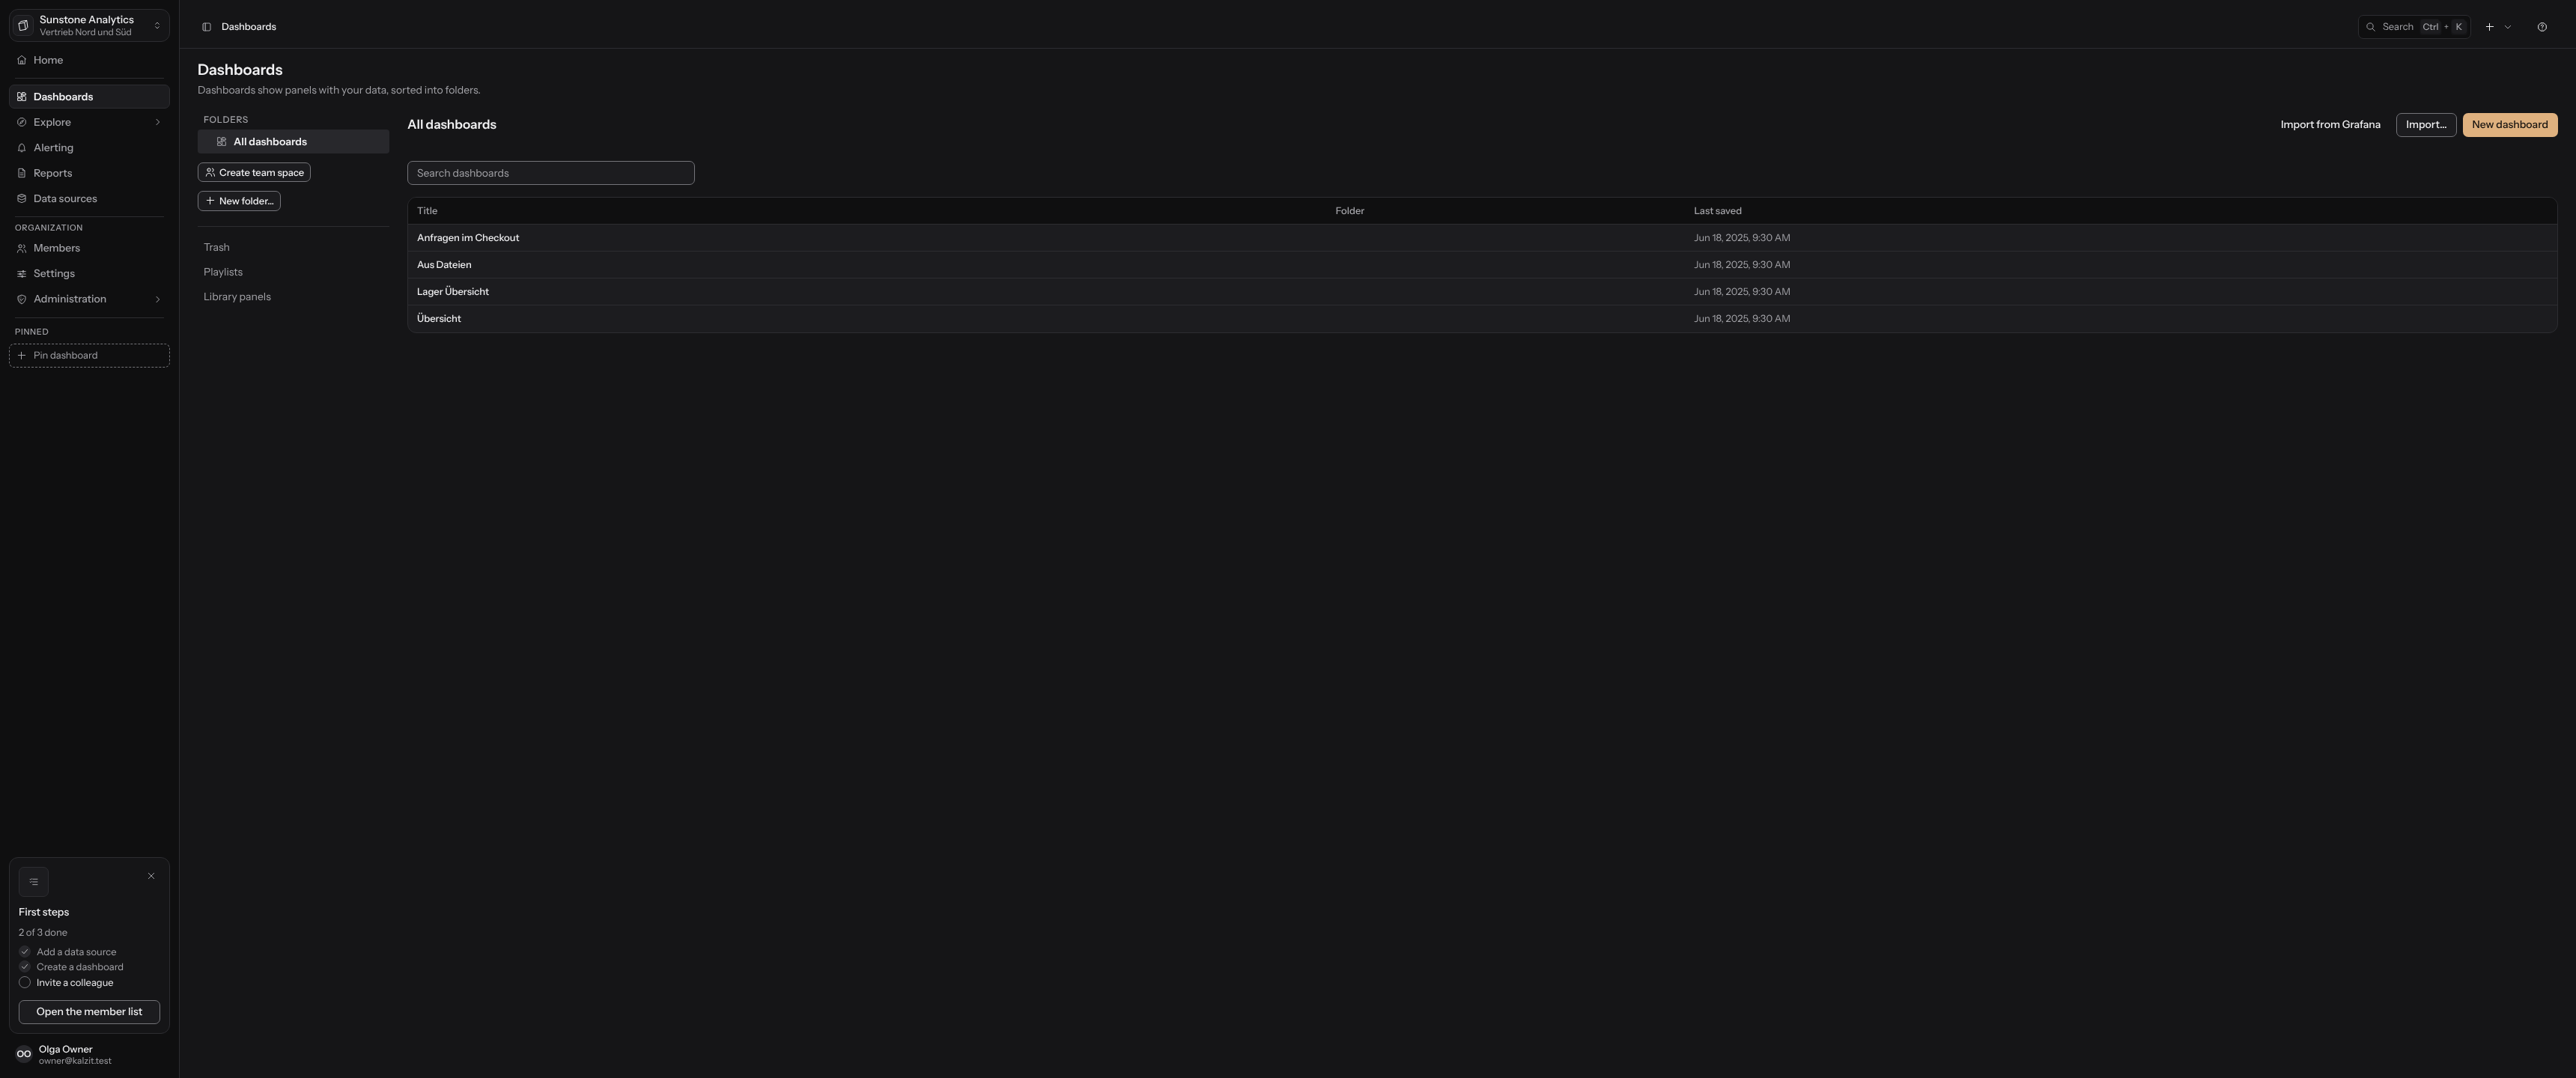 Sunstone Analytics
Vertrieb Nord und Süd
Home
Dashboards
Explore
Alerting
Reports
Data sources
ORGANIZATION
Members
Settings
Administration
PINNED
Pin dashboard
First steps
2 of 3 done
Add a data source
Create a dashboard
Invite a colleague
Open the member list
OO
Olga Owner
owner@kalzit.test
Dashboards
Search Ctrl + K
Dashboards
Dashboards show panels with your data, sorted into folders.
FOLDERS
All dashboards
Create team space
New folder...
Trash
Playlists
Library panels
All dashboards
Import from Grafana
Import...
New dashboard
Search dashboards
Title Folder Last saved
Anfragen im Checkout Jun 18, 2025, 9:30 AM
Aus Dateien Jun 18, 2025, 9:30 AM
Lager Übersicht Jun 18, 2025, 9:30 AM
Übersicht Jun 18, 2025, 9:30 AM